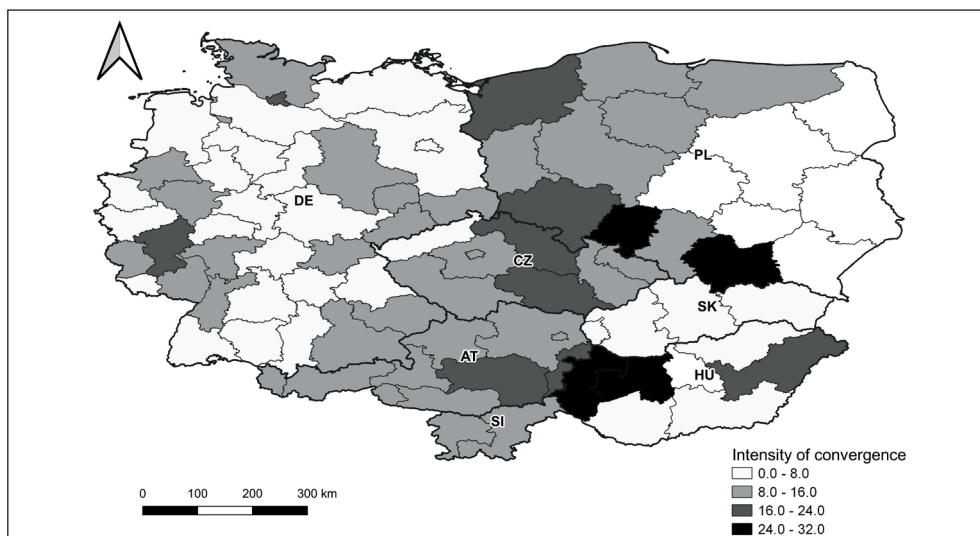 PL
DE
CZ
SK
AT
HU
SI
Intensity of convergence
0.0 - 8.0
8.0 - 16.0
16.0 - 24.0
24.0 - 32.0
0 100 200 300 km